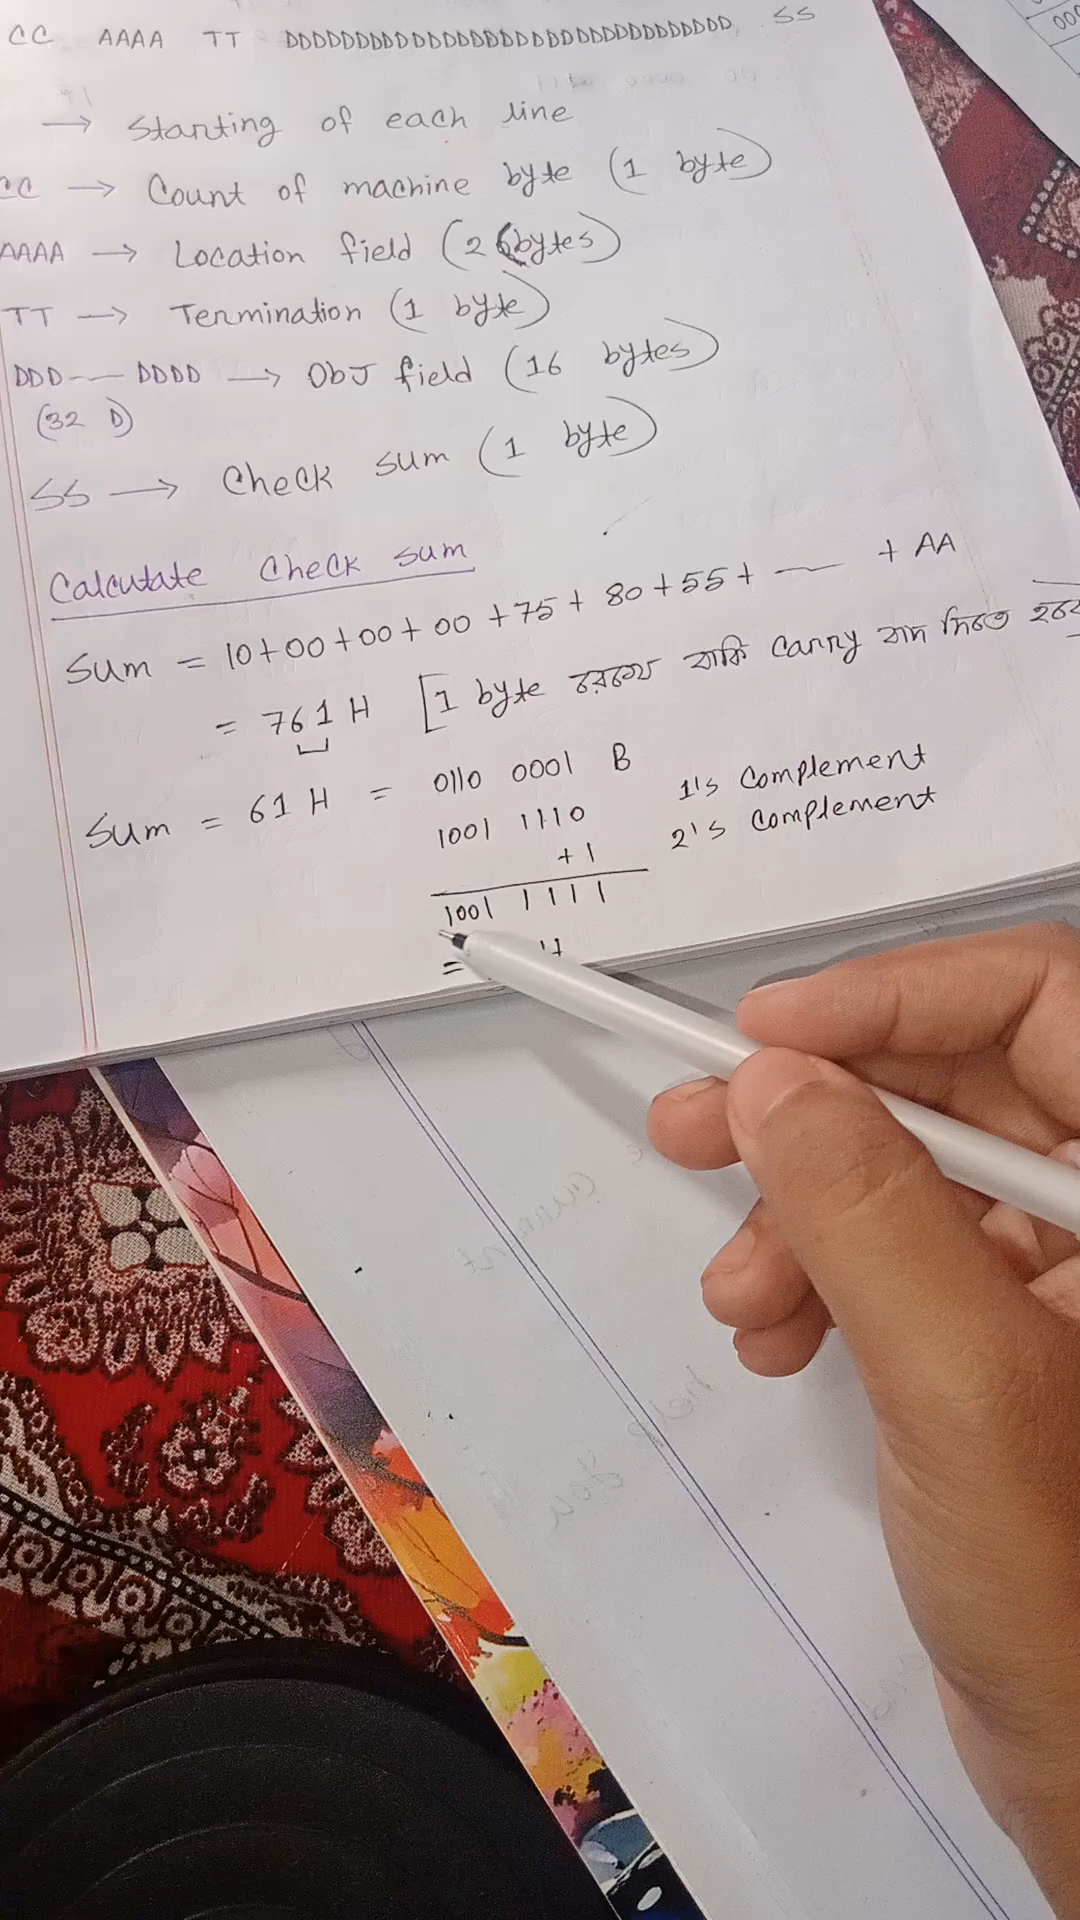 CC AAAA TT DDDDDDDDDDDDDDDDDDDDDDDDDDDDDDDD SS
→ Starting of each line
CC → Count of machine byte (1 byte)
AAAA → Location field (2 bytes)
TT → Termination (1 byte)
DDD—DDDD → Obj field (16 bytes)
(32 D)
SS → Check sum (1 byte)
Calculate Check sum
Sum = 10+00+00+00+75+80+55+ — + AA
= 761 H [1 byte বাকি carry বাদ দিতে হবে
Sum = 61 H = 0110 0001 B
1001 1110 1's complement
+1 2's complement
1001 1111
=